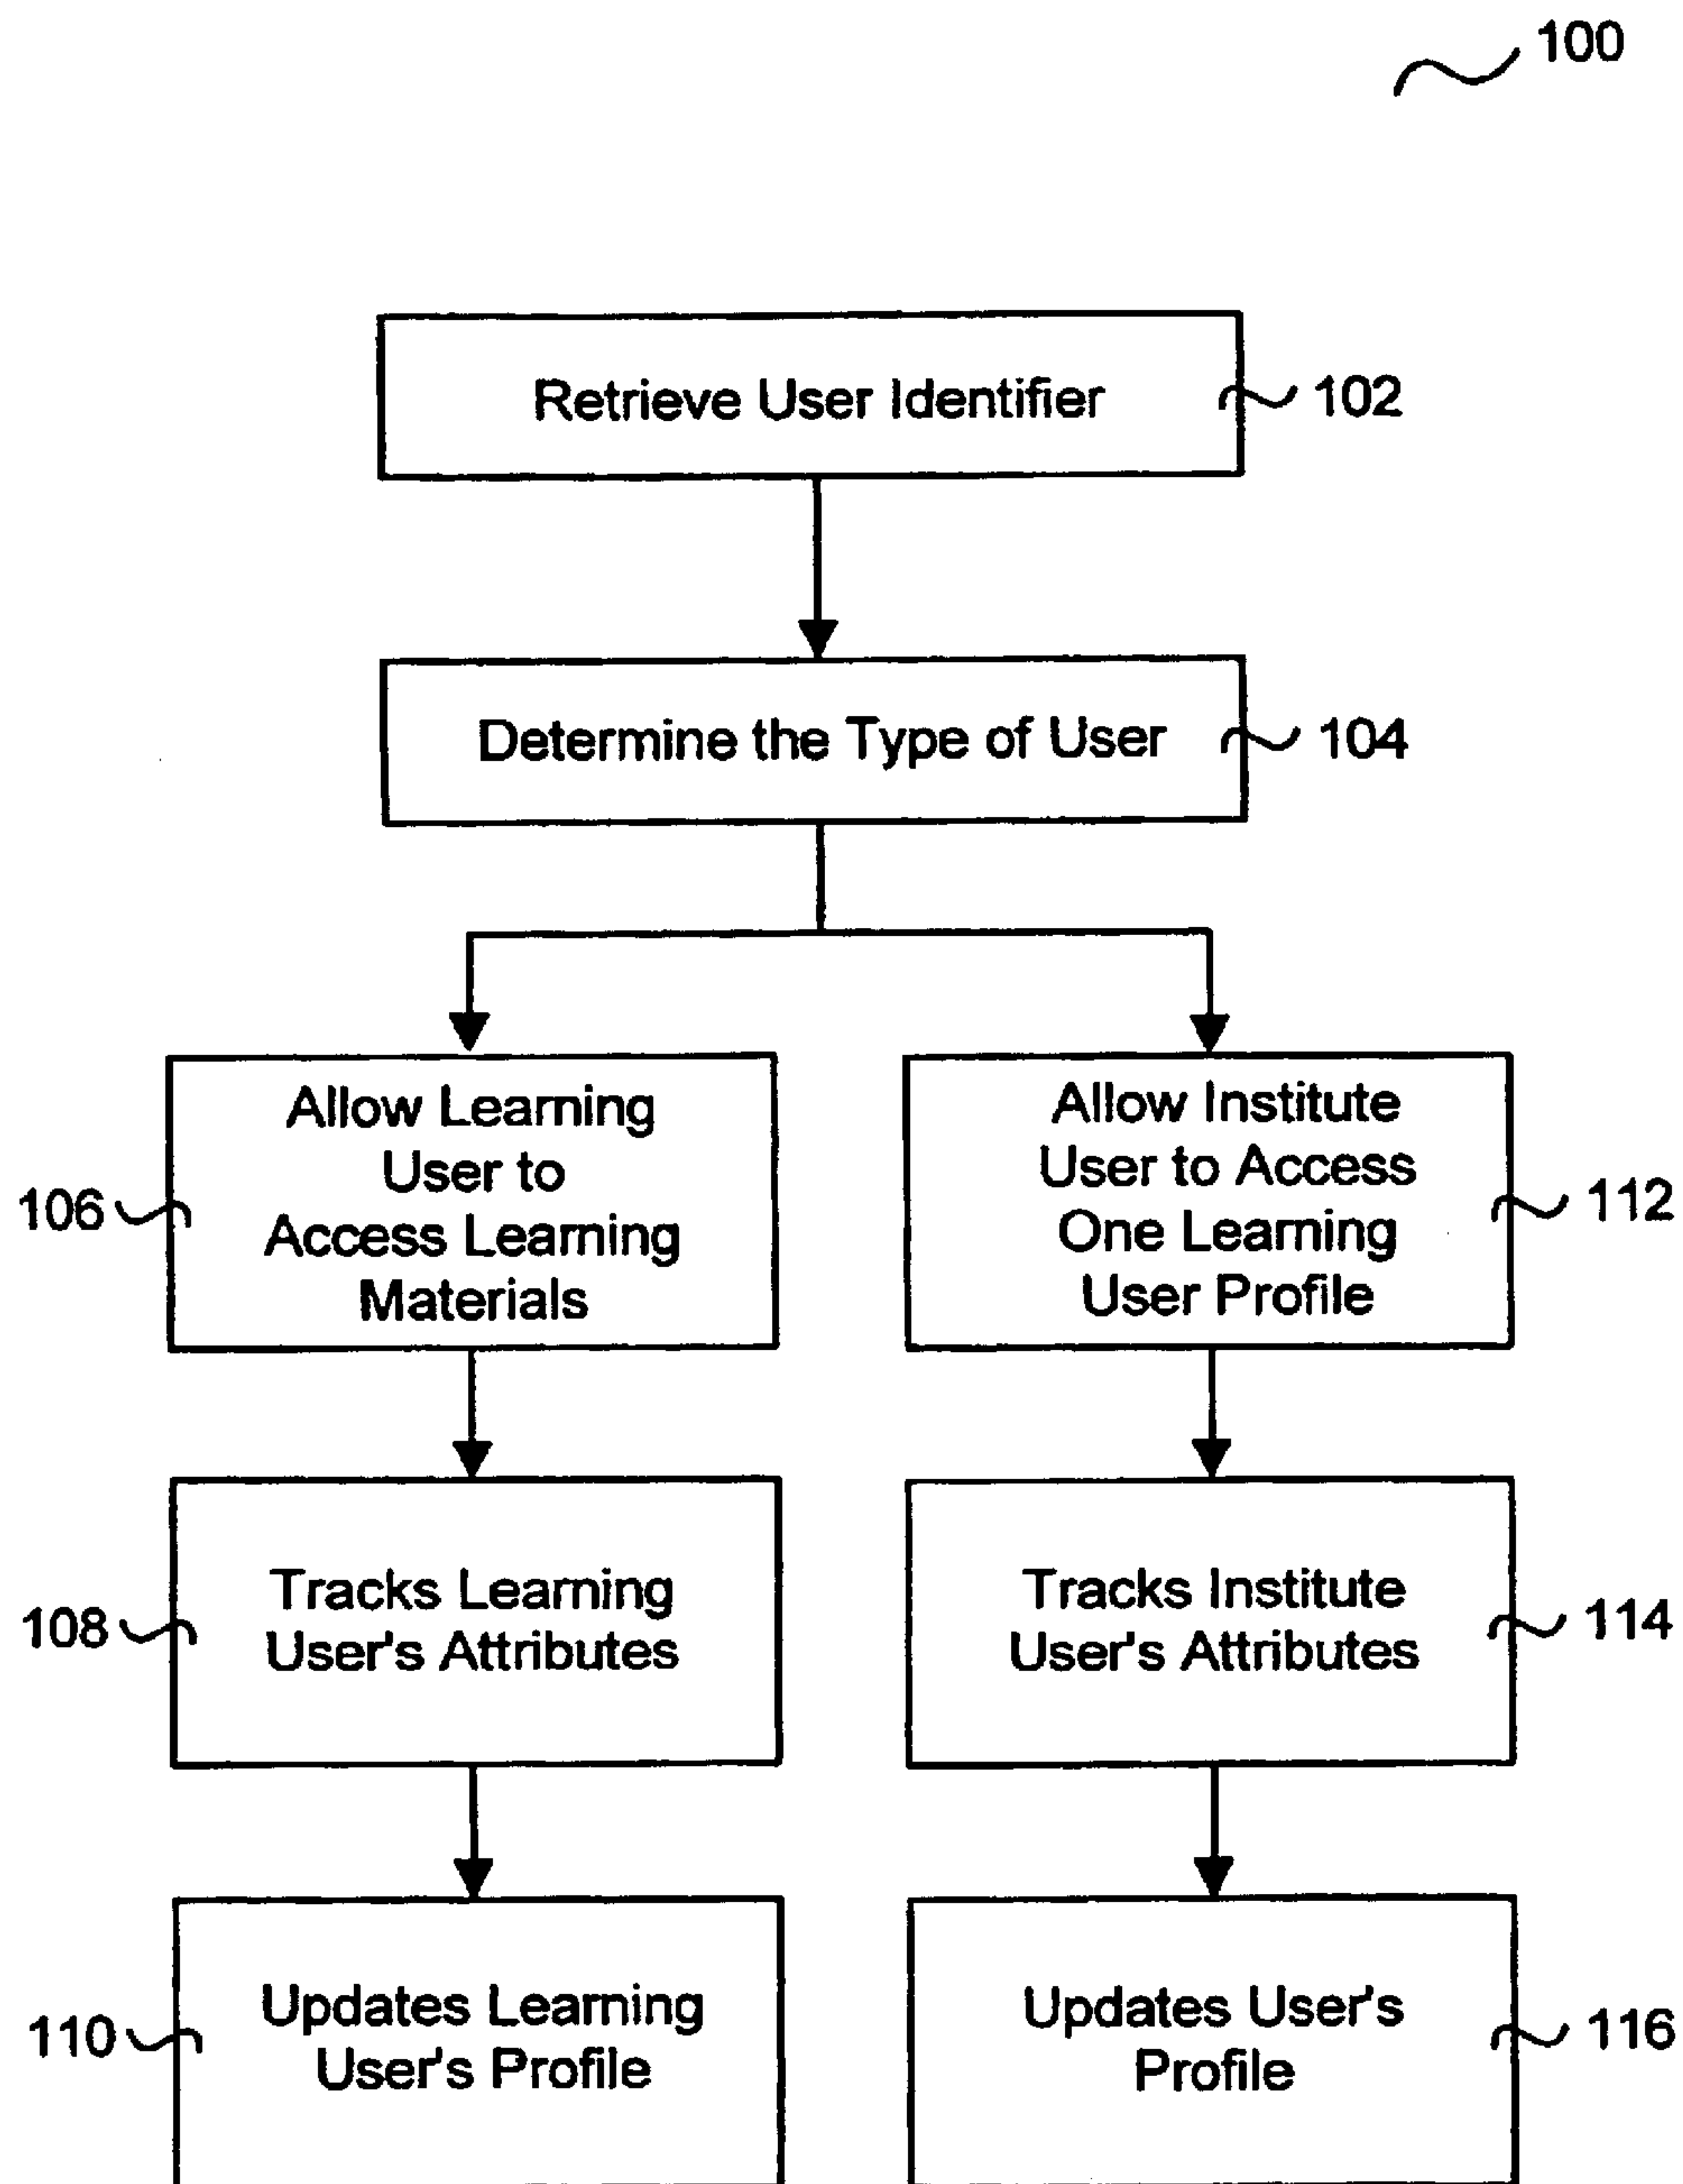 100
Retrieve User Identifier
102
Determine the Type of User
104
Allow Learning
User to
Access Learning
Materials
106
Allow Institute
User to Access
One Learning
User Profile
112
Tracks Learning
User's Attributes
108
Tracks Institute
User's Attributes
114
Updates Learning
User's Profile
110
Updates User's
Profile
116